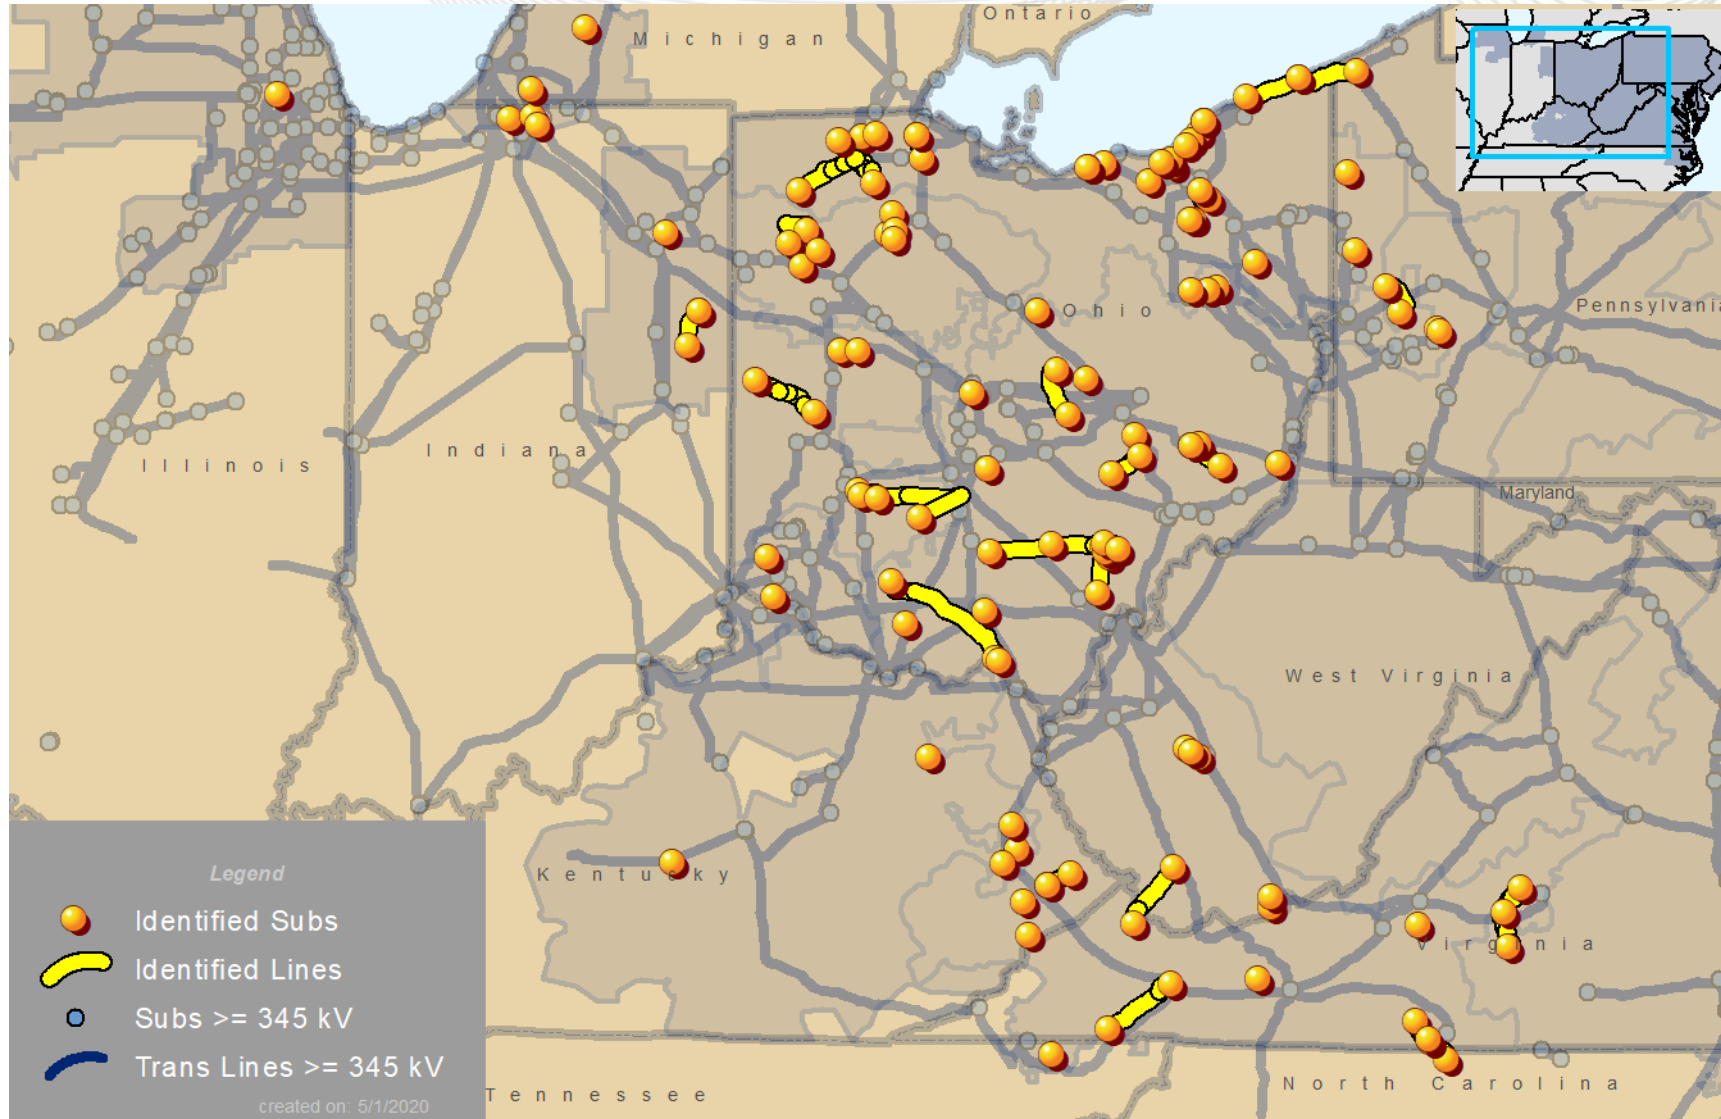 Ontario
Michigan
Ohio
Pennsylvania
Indiana
Illinois
Maryland
West Virginia
Kentucky
Virginia
Legend
Identified Subs
Identified Lines
Subs >= 345 kV
Trans Lines >= 345 kV
created on: 5/1/2020
Tennessee
North Carolina